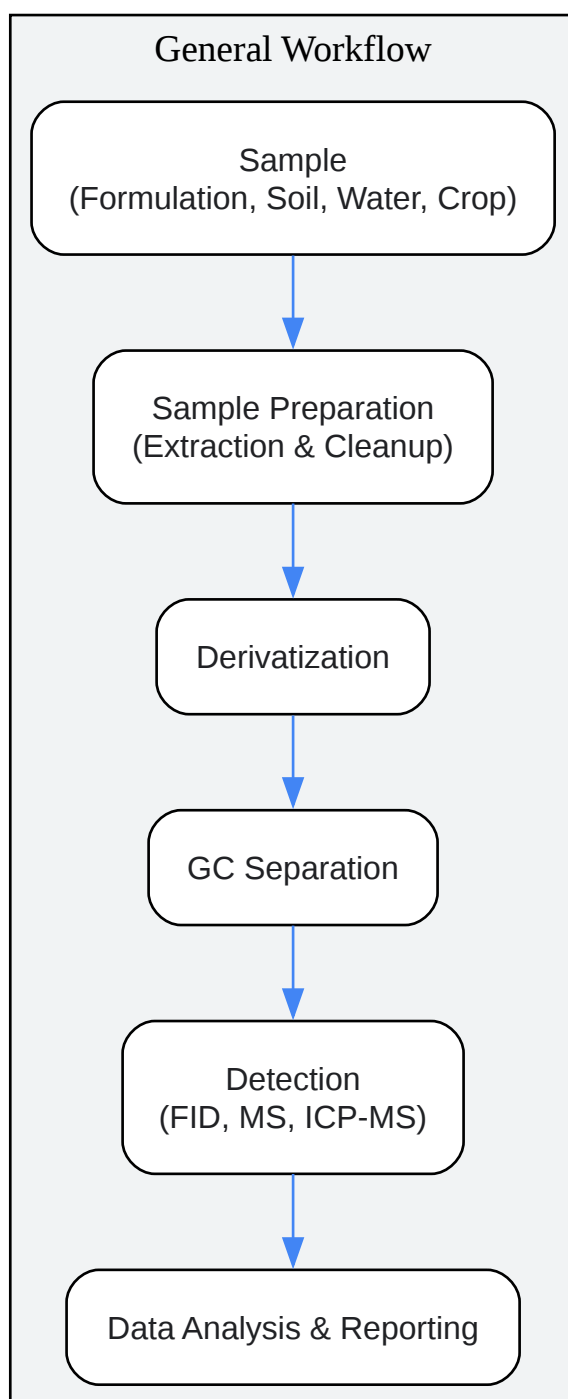 General Workflow
Sample
(Formulation, Soil, Water, Crop)
Sample Preparation
(Extraction & Cleanup)
Derivatization
GC Separation
Detection
(FID, MS, ICP-MS)
Data Analysis & Reporting